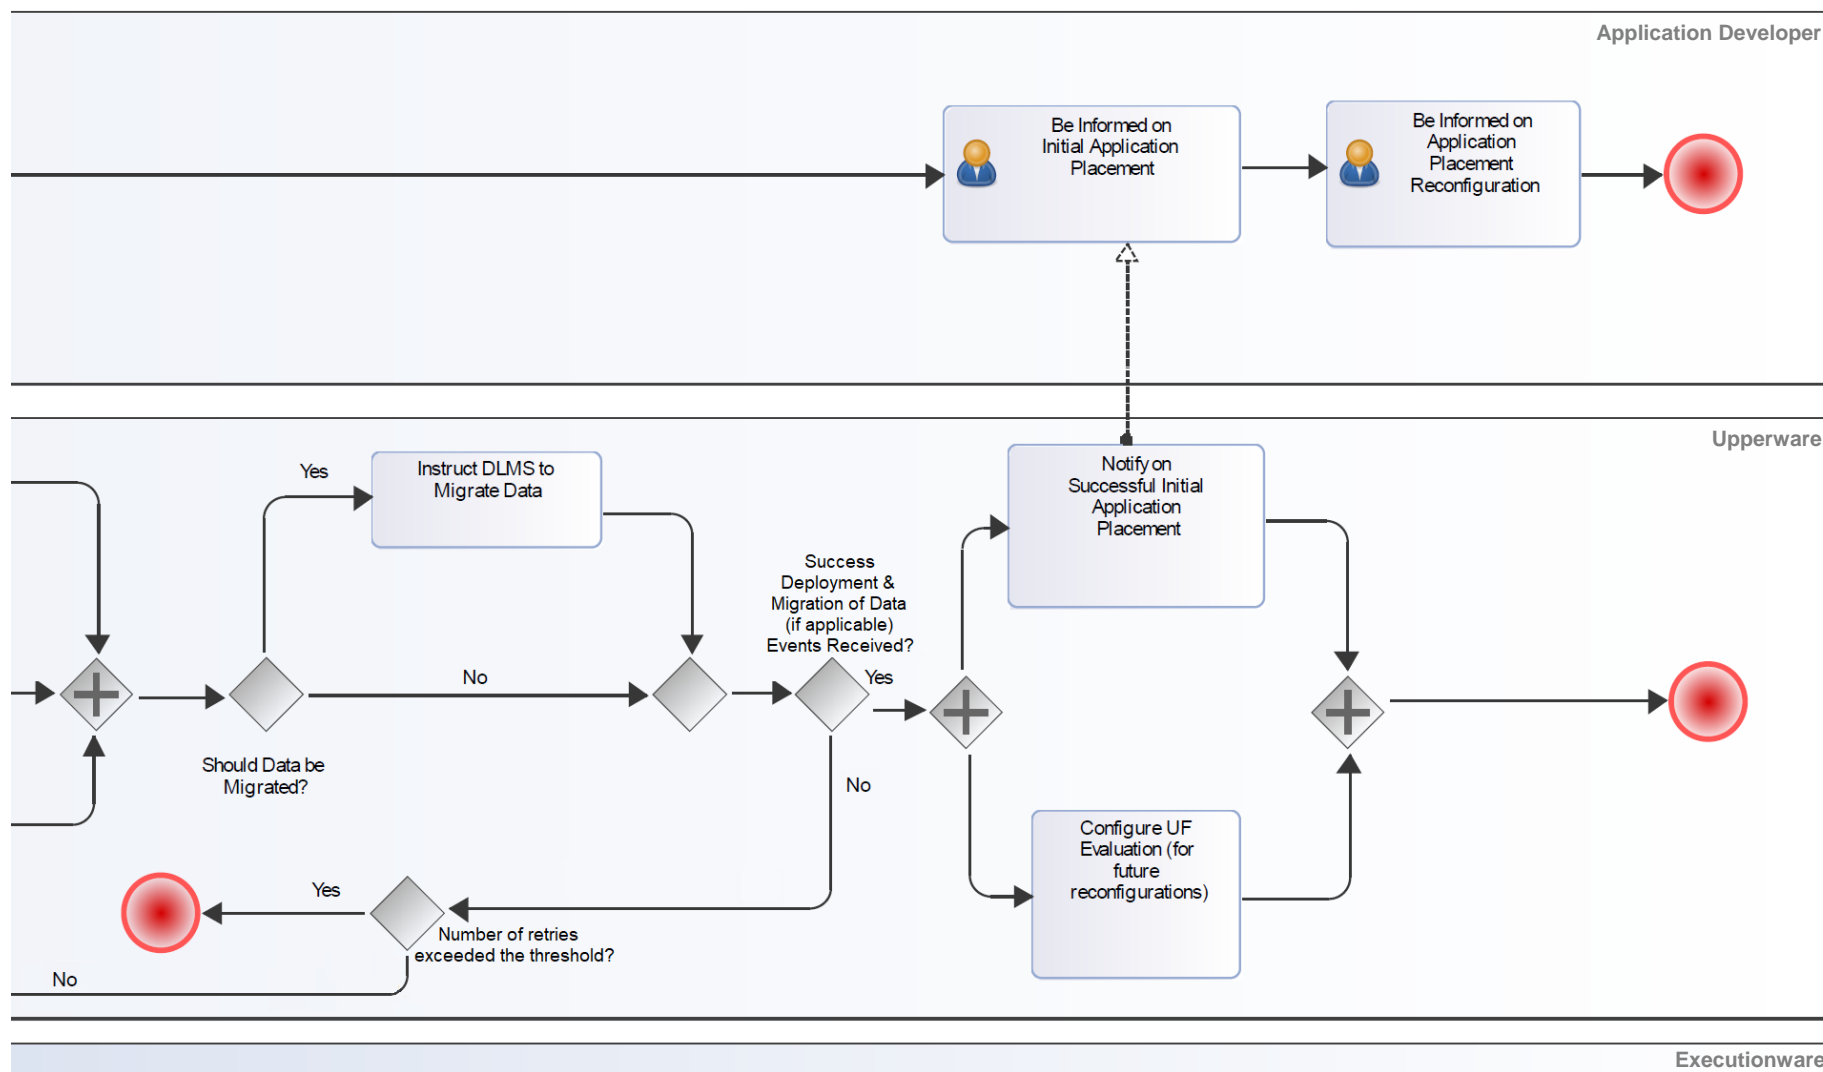 Application Developer
Be Informed on
Initial Application
Placement
Be Informed on
Application
Placement
Reconfiguration
Upperware
Yes
Instruct DLMS to
Migrate Data
Notify on
Successful Initial
Application
Placement
Success
Deployment &
Migration of Data
(if applicable)
Events Received?
No
Yes
Should Data be
Migrated?
No
Configure UF
Evaluation (for
future
reconfigurations)
Yes
Number of retries
exceeded the threshold?
No
Executionware